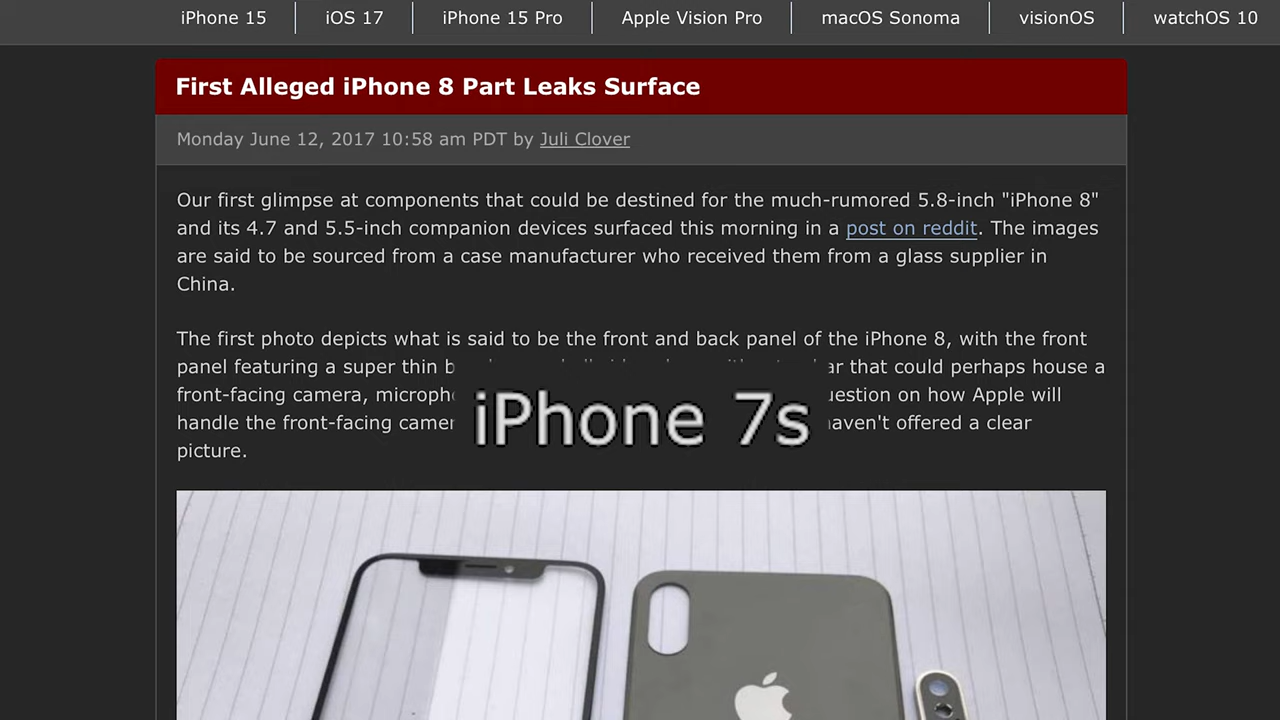 iPhone 15 iOS 17 iPhone 15 Pro Apple Vision Pro macOS Sonoma visionOS watchOS 10
First Alleged iPhone 8 Part Leaks Surface
Monday June 12, 2017 10:58 am PDT by Juli Clover
Our first glimpse at components that could be destined for the much-rumored 5.8-inch "iPhone 8"
and its 4.7 and 5.5-inch companion devices surfaced this morning in a post on reddit. The images
are said to be sourced from a case manufacturer who received them from a glass supplier in
China.
The first photo depicts what is said to be the front and back panel of the iPhone 8, with the front
panel featuring a super thin that could perhaps house a
front-facing camera, on how Apple will
handle the front-facing haven't offered a clear
picture.
iPhone 7s